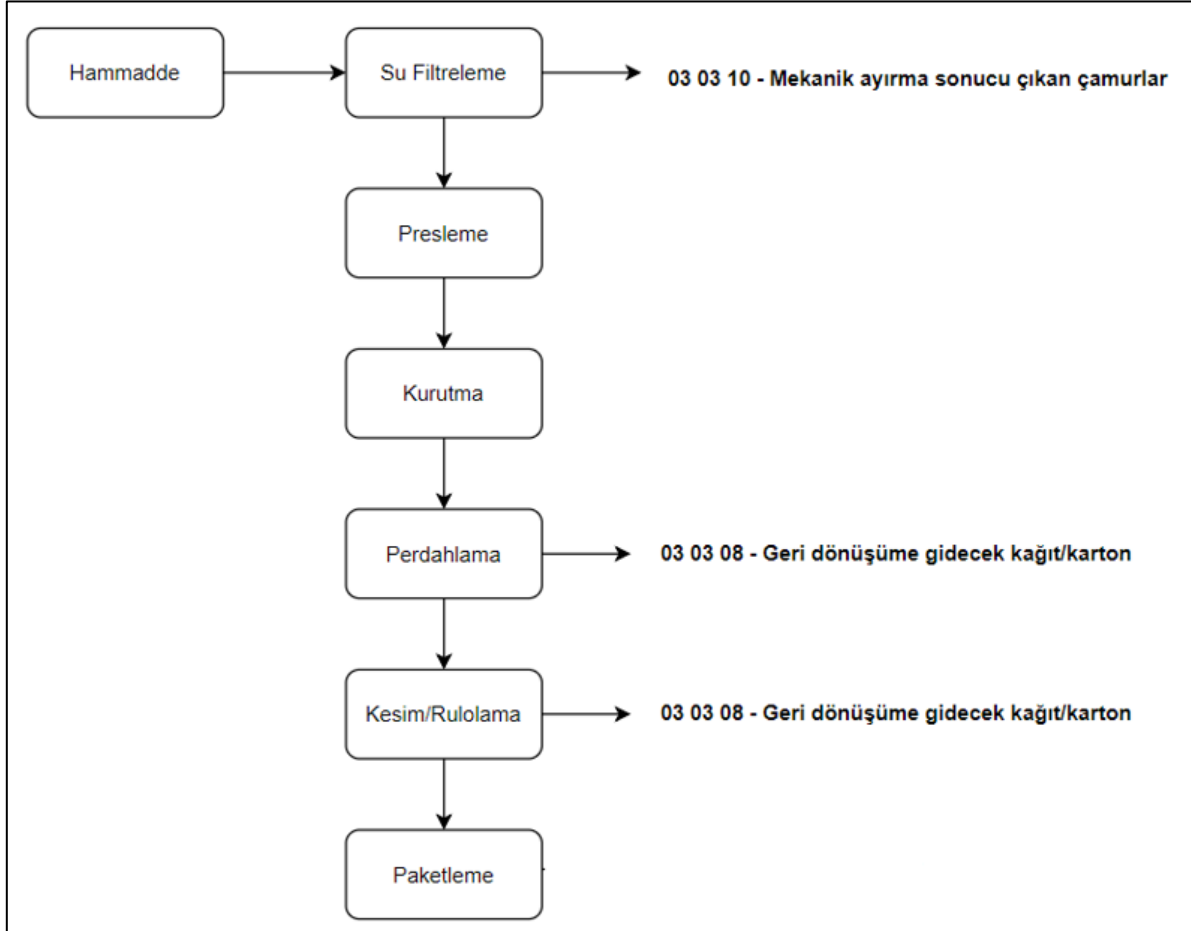 Hammadde
Su Filtreleme
03 03 10 - Mekanik ayırma sonucu çıkan çamurlar
Presleme
Kurutma
Perdahlama
03 03 08 - Geri dönüşüme gidecek kağıt/karton
Kesim/Rulolama
03 03 08 - Geri dönüşüme gidecek kağıt/karton
Paketleme